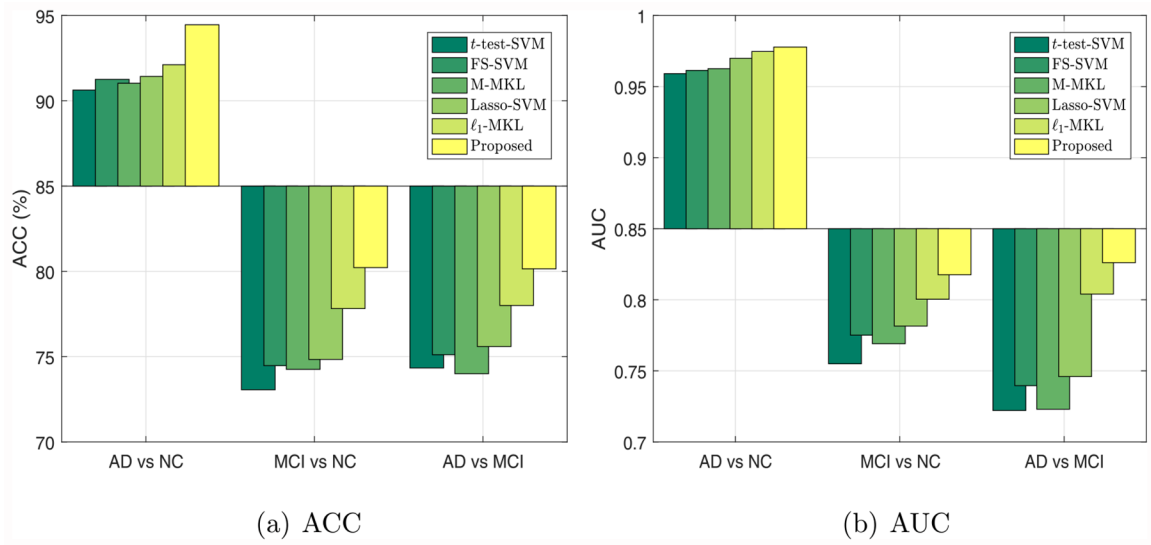 ACC (%)
95
90
85
80
75
70
t-test-SVM
FS-SVM
M-MKL
Lasso-SVM
ℓ₁-MKL
Proposed
AD vs NC
MCI vs NC
AD vs MCI
(a) ACC
AUC
1
0.95
0.9
0.85
0.8
0.75
0.7
t-test-SVM
FS-SVM
M-MKL
Lasso-SVM
ℓ₁-MKL
Proposed
AD vs NC
MCI vs NC
AD vs MCI
(b) AUC